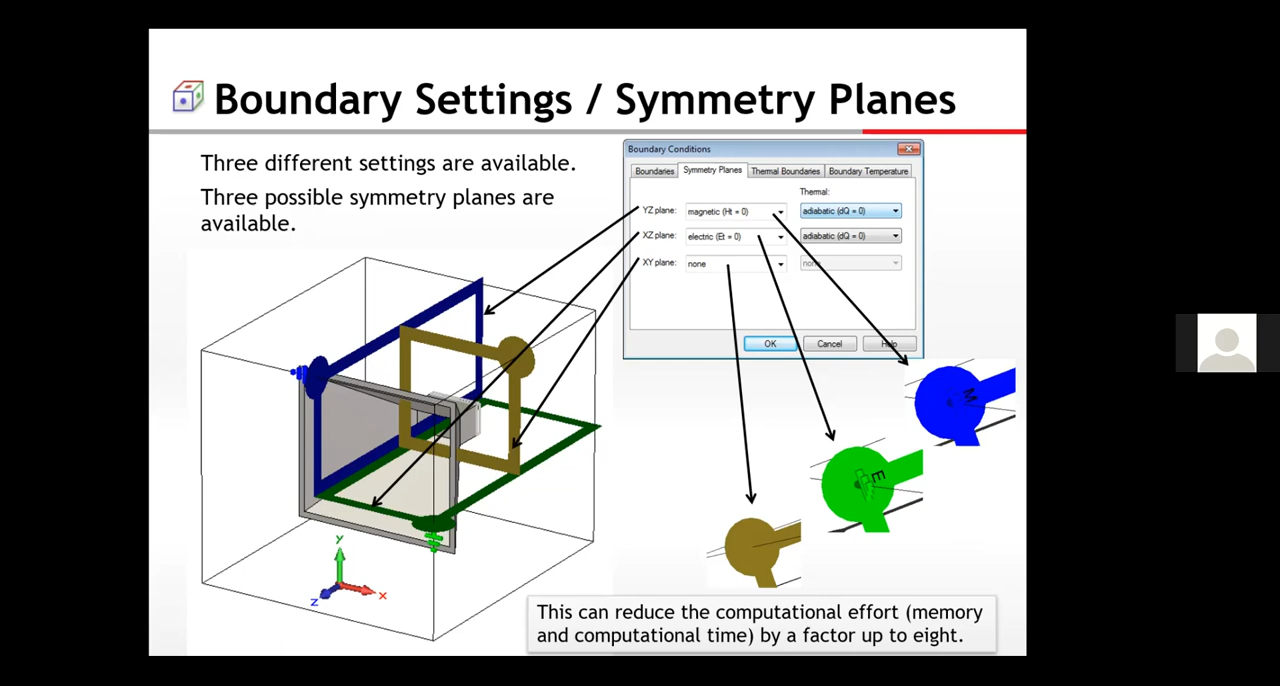 Boundary Settings / Symmetry Planes
Three different settings are available.
Three possible symmetry planes are
available.
Boundary Conditions
Boundaries Symmetry Planes Thermal Boundaries Boundary Temperature
Thermal:
YZ plane: magnetic (Ht = 0) adiabatic (dQ = 0)
XZ plane: electric (Et = 0) adiabatic (dQ = 0)
XY plane: none none
OK Cancel Help
M
E
y
x
z
This can reduce the computational effort (memory
and computational time) by a factor up to eight.